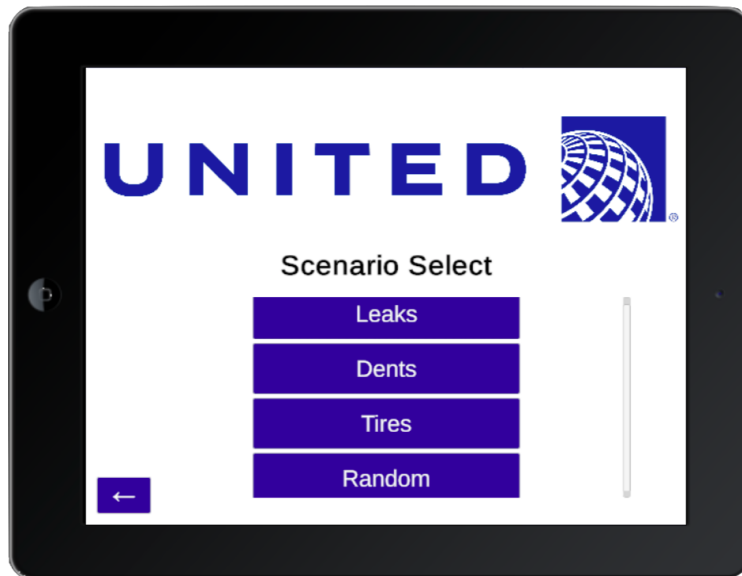 UNITED
®
Scenario Select
Leaks
Dents
Tires
Random
←